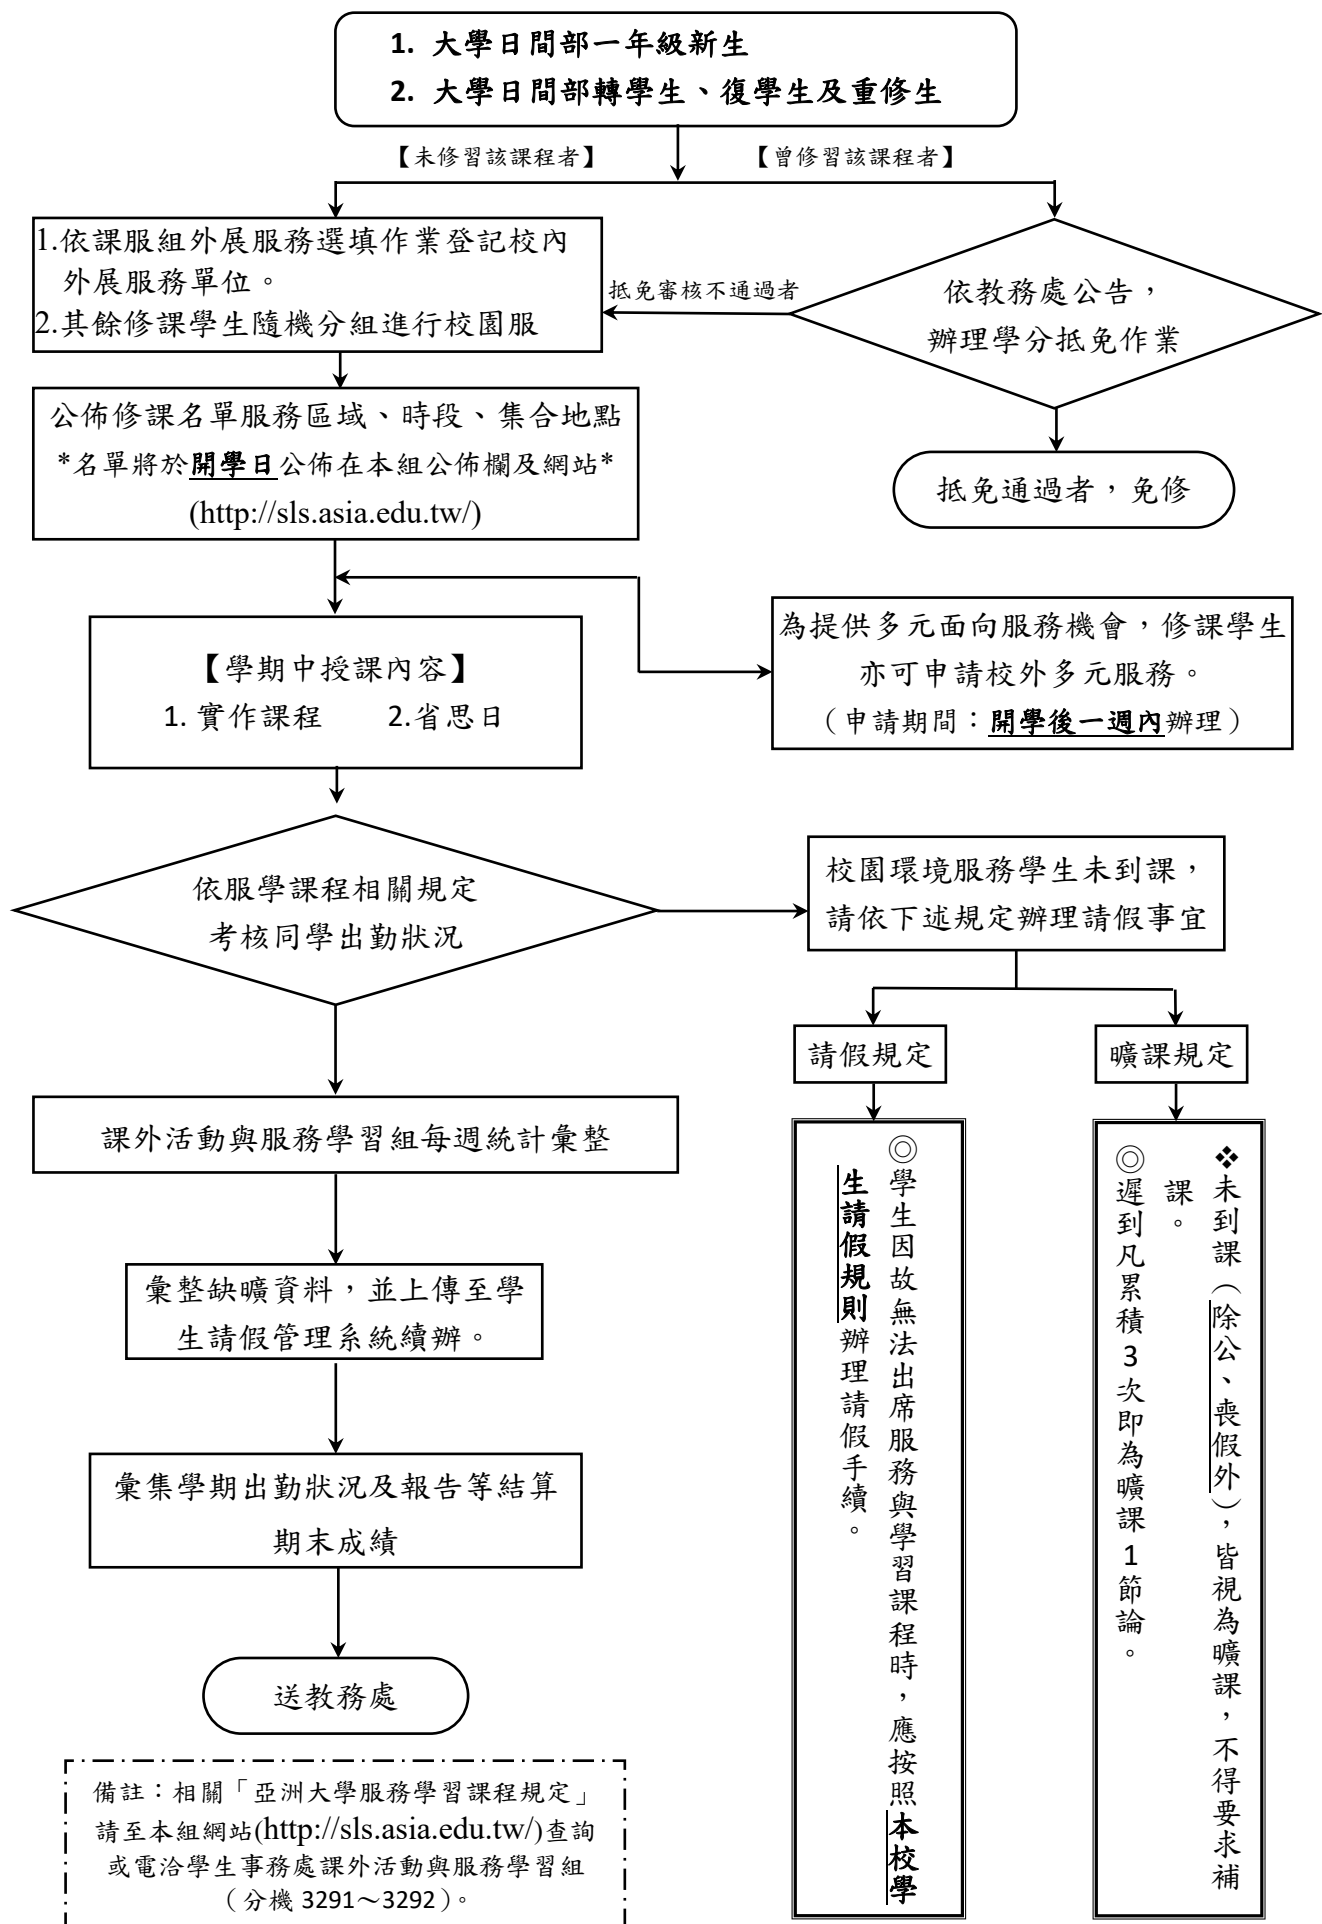 1. 大學日間部一年級新生
2. 大學日間部轉學生、復學生及重修生
【未修習該課程者】
【曾修習該課程者】
1.依課服組外展服務選填作業登記校內
外展服務單位。
2.其餘修課學生隨機分組進行校園服
抵免審核不通過者
依教務處公告，
辦理學分抵免作業
公佈修課名單服務區域、時段、集合地點
*名單將於開學日公佈在本組公佈欄及網站*
(http://sls.asia.edu.tw/)
抵免通過者，免修
【學期中授課內容】
1. 實作課程 2.省思日
為提供多元面向服務機會，修課學生
亦可申請校外多元服務。
（申請期間：開學後一週內辦理）
依服學課程相關規定
考核同學出勤狀況
校園環境服務學生未到課，
請依下述規定辦理請假事宜
請假規定
曠課規定
課外活動與服務學習組每週統計彙整
彙整缺曠資料，並上傳至學
生請假管理系統續辦。
彙集學期出勤狀況及報告等結算
期末成績
送教務處
◎學生因故無法出席服務與學習課程時，應按照本校學
生請假規則辦理請假手續。
❖未到課（除公、喪假外），皆視為曠課，不得要求補
課。
◎遲到凡累積3次即為曠課1節論。
備註：相關「亞洲大學服務學習課程規定」
請至本組網站(http://sls.asia.edu.tw/)查詢
或電洽學生事務處課外活動與服務學習組
（分機 3291～3292）。